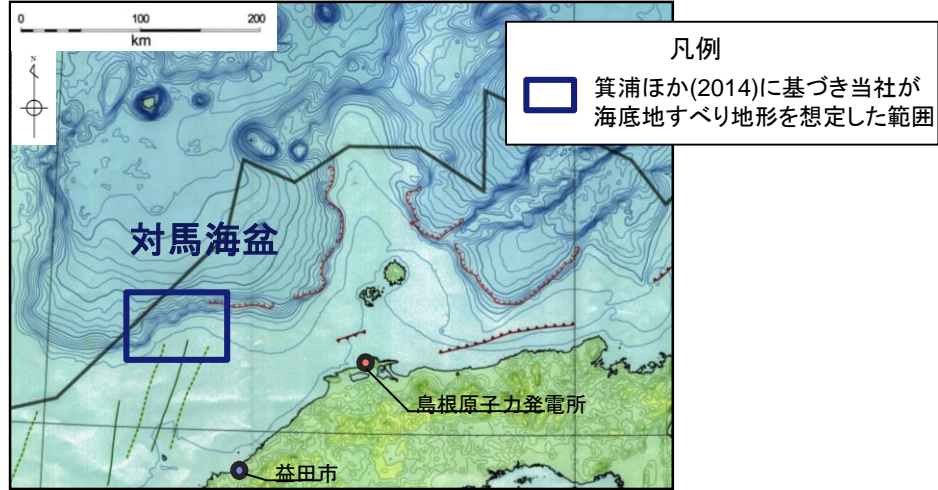 0 100 200
km
N
凡例
箕浦ほか(2014)に基づき当社が
海底地すべり地形を想定した範囲
対馬海盆
島根原子力発電所
益田市